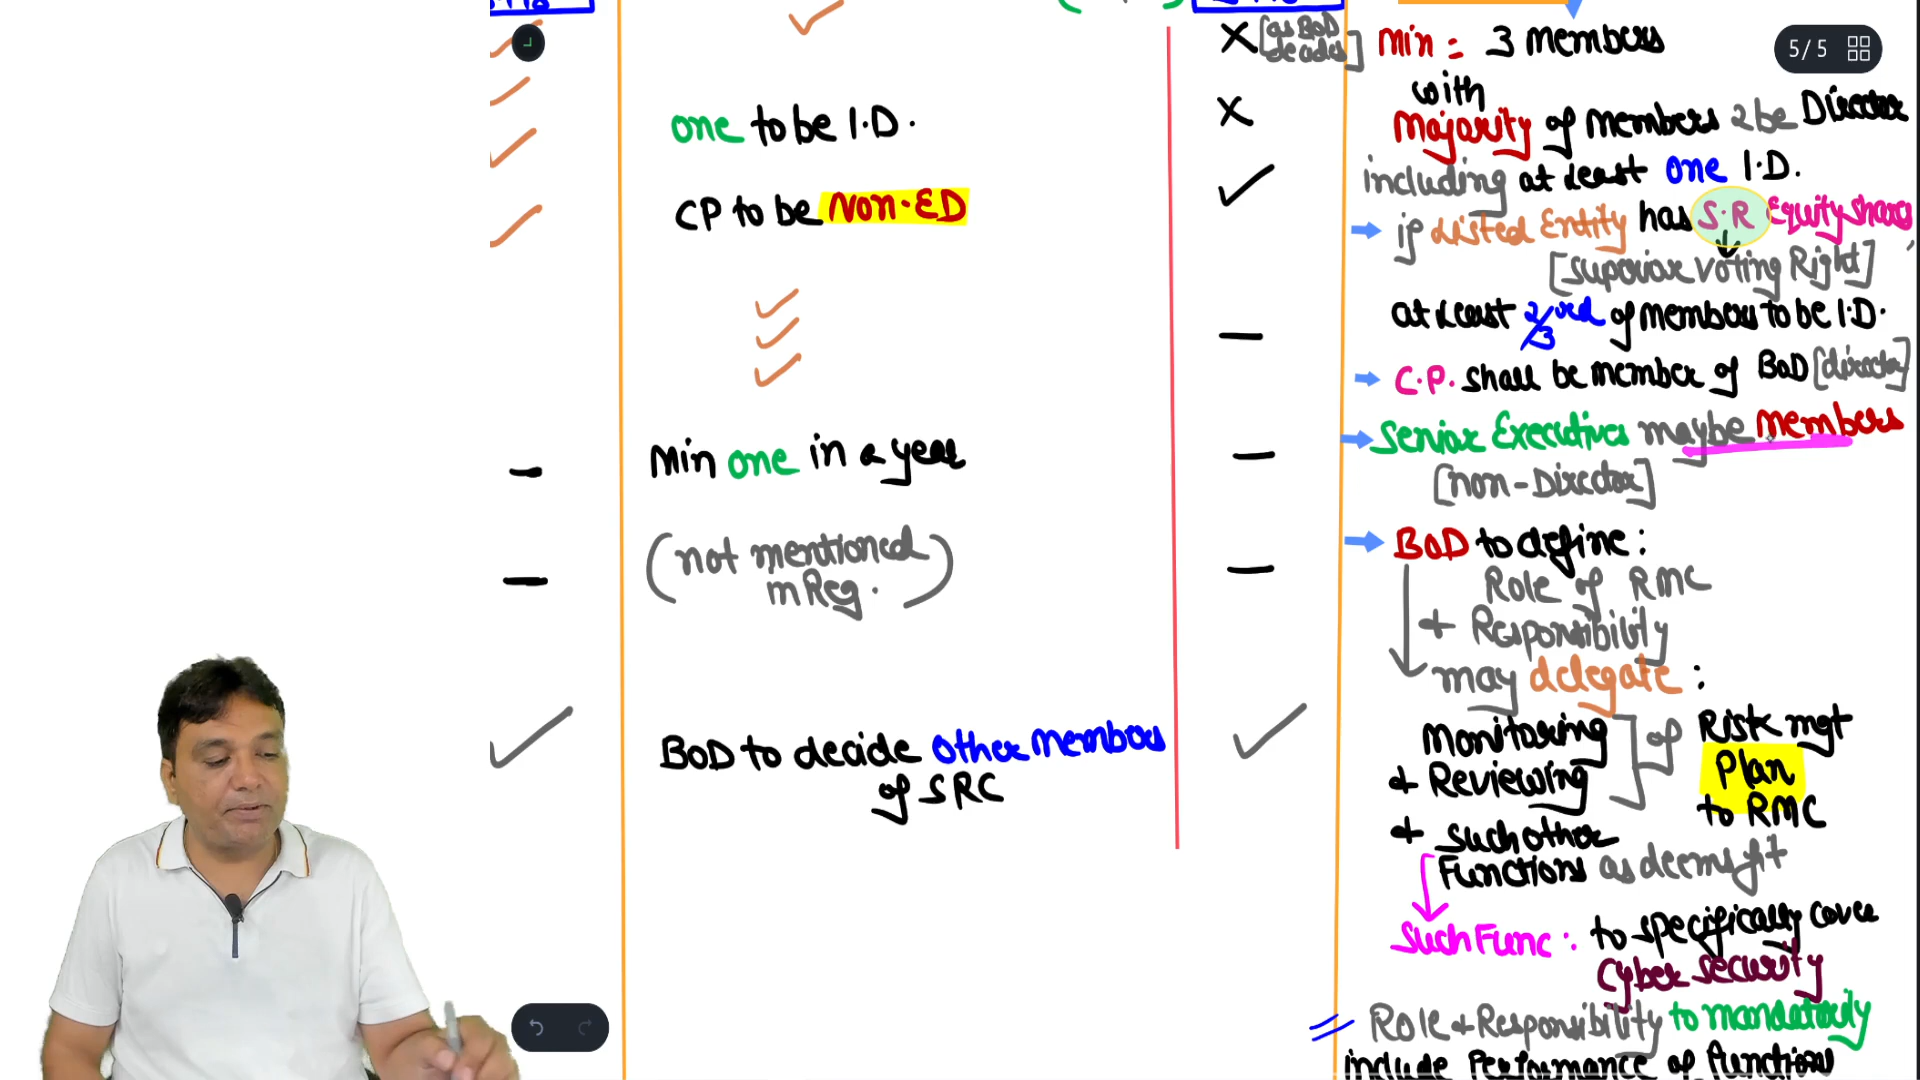 one to be I.D.
CP to be Non-ED
Min one in a year
(not mentioned
in Reg.)
BOD to decide other members
of SRC
X [as BOD
decides]
X
5/5
Min = 3 members
with
Majority of members 2 be Director
including at least one I.D.
if Listed Entity has S.R Equity shares
[superior voting Right]
at least 2/3rd of members to be I.D.
C.P. shall be member of BOD [director]
Senior Executives maybe members
[non-Director]
BOD to define:
Role of RMC
+ Responsibility
may delegate:
Monitoring
+ Reviewing ] of Risk mgt
Plan
to RMC
+ such other
Functions as deems fit
Such Func: to specifically cover
cyber security
Role + Responsibility to mandatorily
include Performance of functions